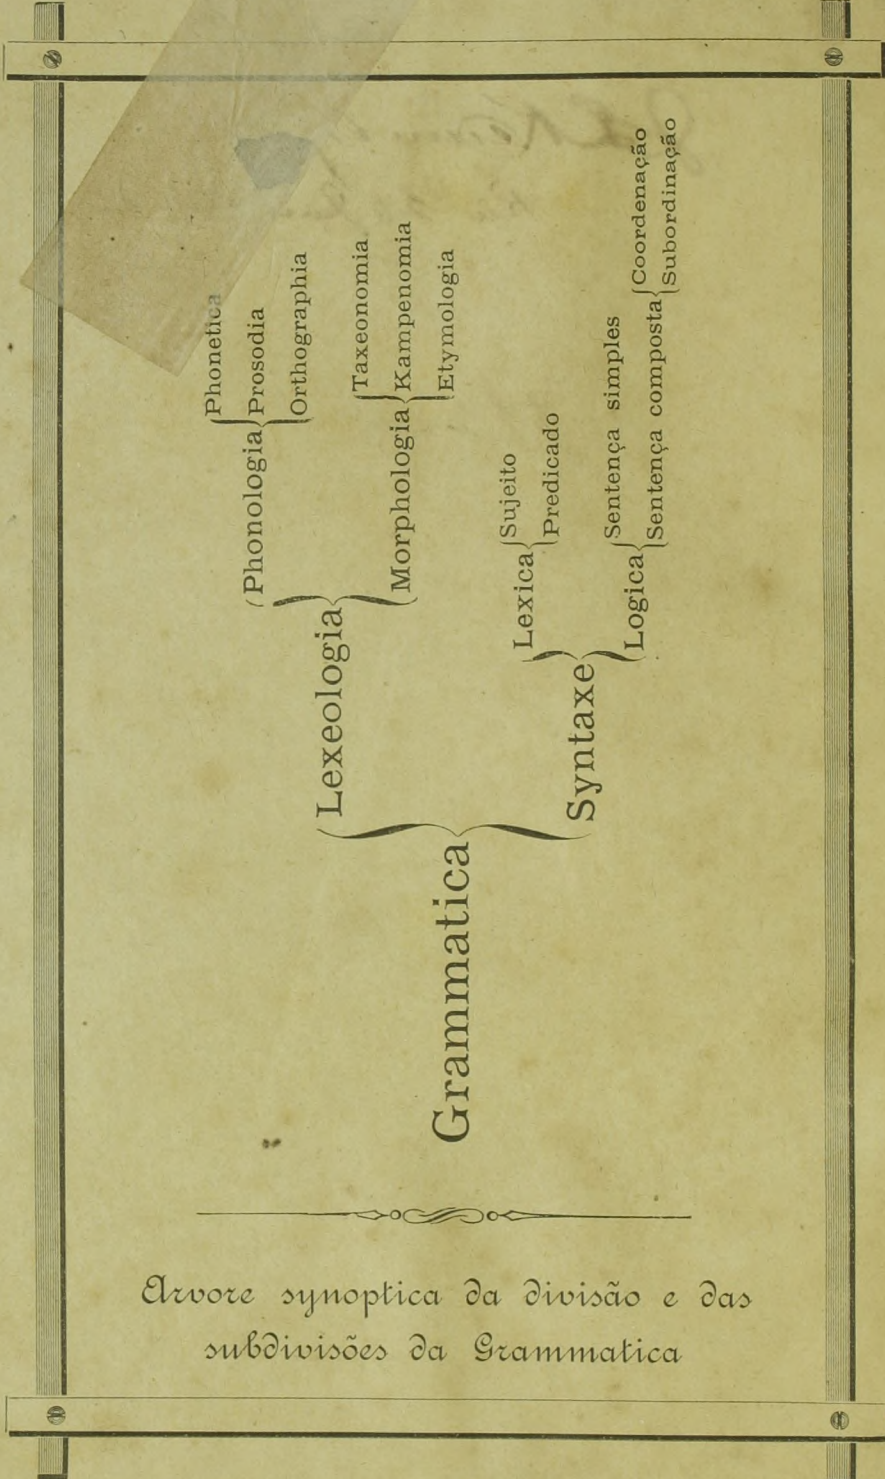 Grammatica
Lexeologia
Phonologia
Phonetica
Prosodia
Orthographia
Morphologia
Taxeonomia
Kampenomia
Etymologia
Syntaxe
Lexica
Sujeito
Predicado
Logica
Sentença simples
Sentença composta
Coordenação
Subordinação
Arvore synoptica da divisão e das
subdivisões da Grammatica